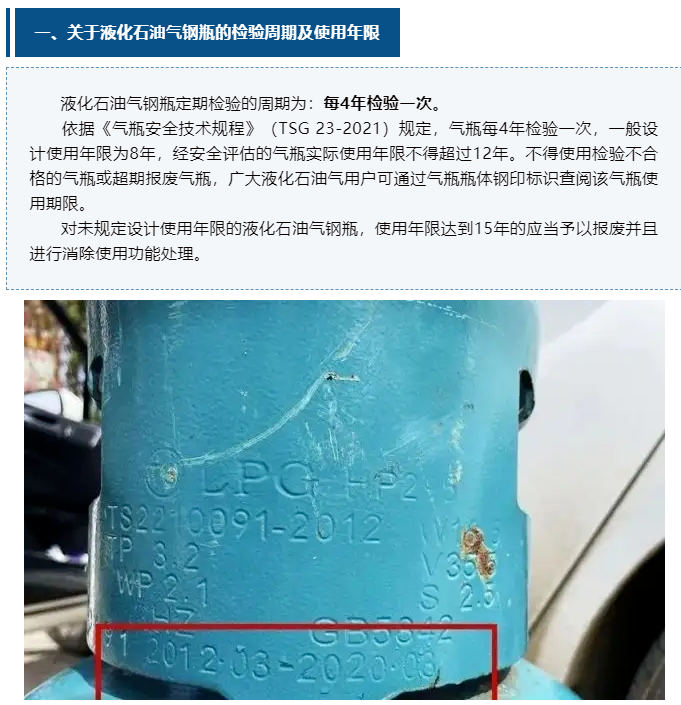 一、关于液化石油气钢瓶的检验周期及使用年限
液化石油气钢瓶定期检验的周期为：每4年检验一次。
依据《气瓶安全技术规程》（TSG 23-2021）规定，气瓶每4年检验一次，一般设
计使用年限为8年，经安全评估的气瓶实际使用年限不得超过12年。不得使用检验不合
格的气瓶或超期报废气瓶，广大液化石油气用户可通过气瓶瓶体钢印标识查阅该气瓶使
用期限。
对未规定设计使用年限的液化石油气钢瓶，使用年限达到15年的应当予以报废并且
进行消除使用功能处理。
LPG
TS2210091-2012
TP 3.2
WP 2.1
V35.5
S 2.5
HZ
GB5842
2012·03-2020·03